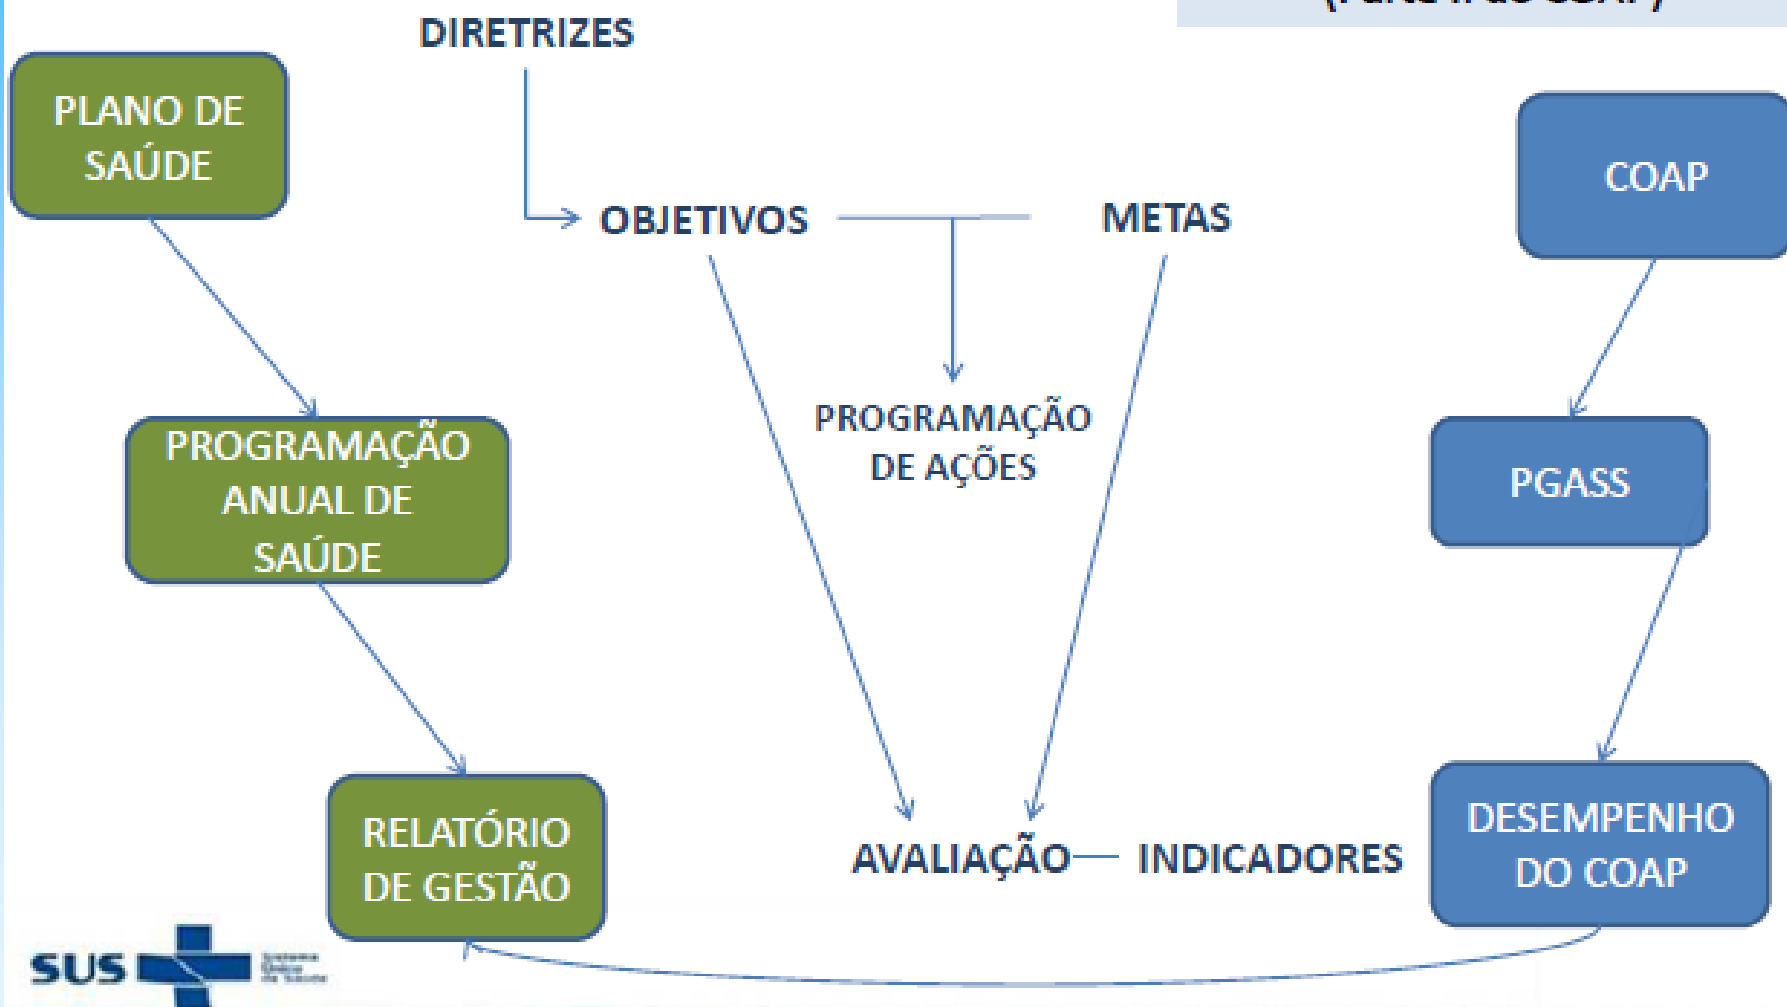 DIRETRIZES
PLANO DE
SAÚDE
COAP
OBJETIVOS
METAS
PROGRAMAÇÃO
DE AÇÕES
PROGRAMAÇÃO
ANUAL DE
SAÚDE
PGASS
RELATÓRIO
DE GESTÃO
AVALIAÇÃO
INDICADORES
DESEMPENHO
DO COAP
SUS